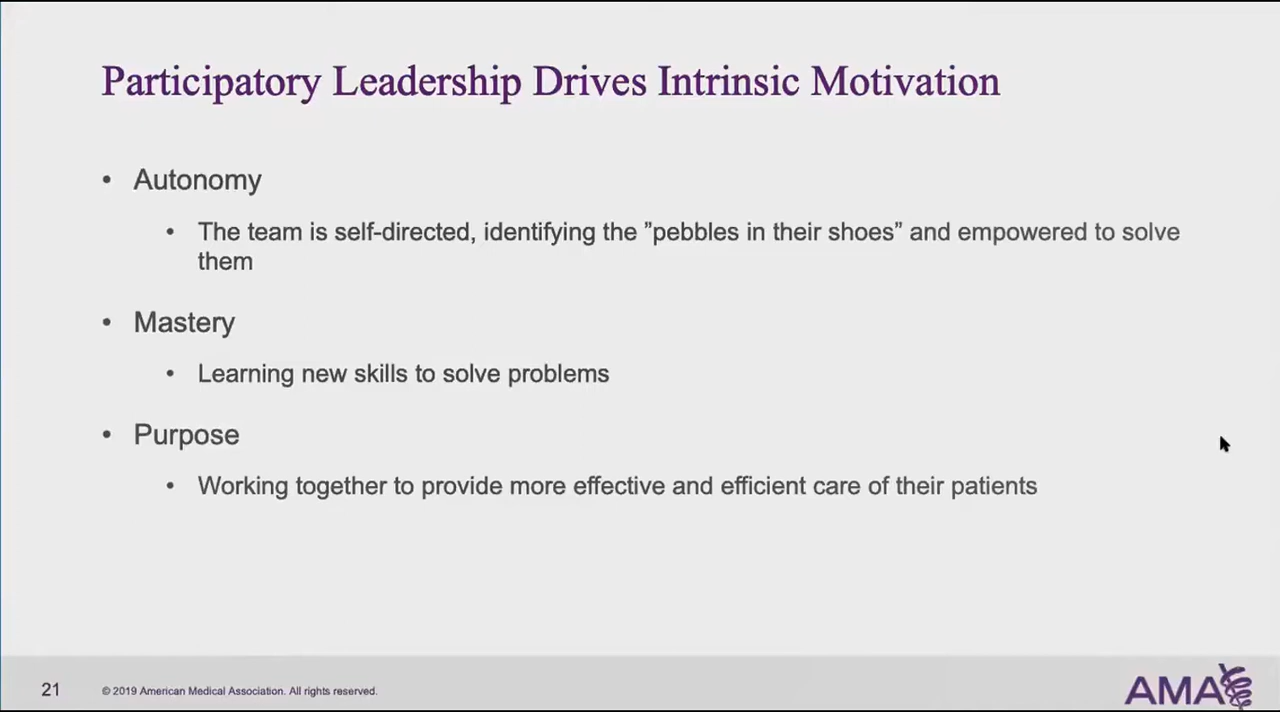 Participatory Leadership Drives Intrinsic Motivation
• Autonomy
• The team is self-directed, identifying the ”pebbles in their shoes” and empowered to solve
them
• Mastery
• Learning new skills to solve problems
• Purpose
• Working together to provide more effective and efficient care of their patients
21
© 2019 American Medical Association. All rights reserved.
AMA